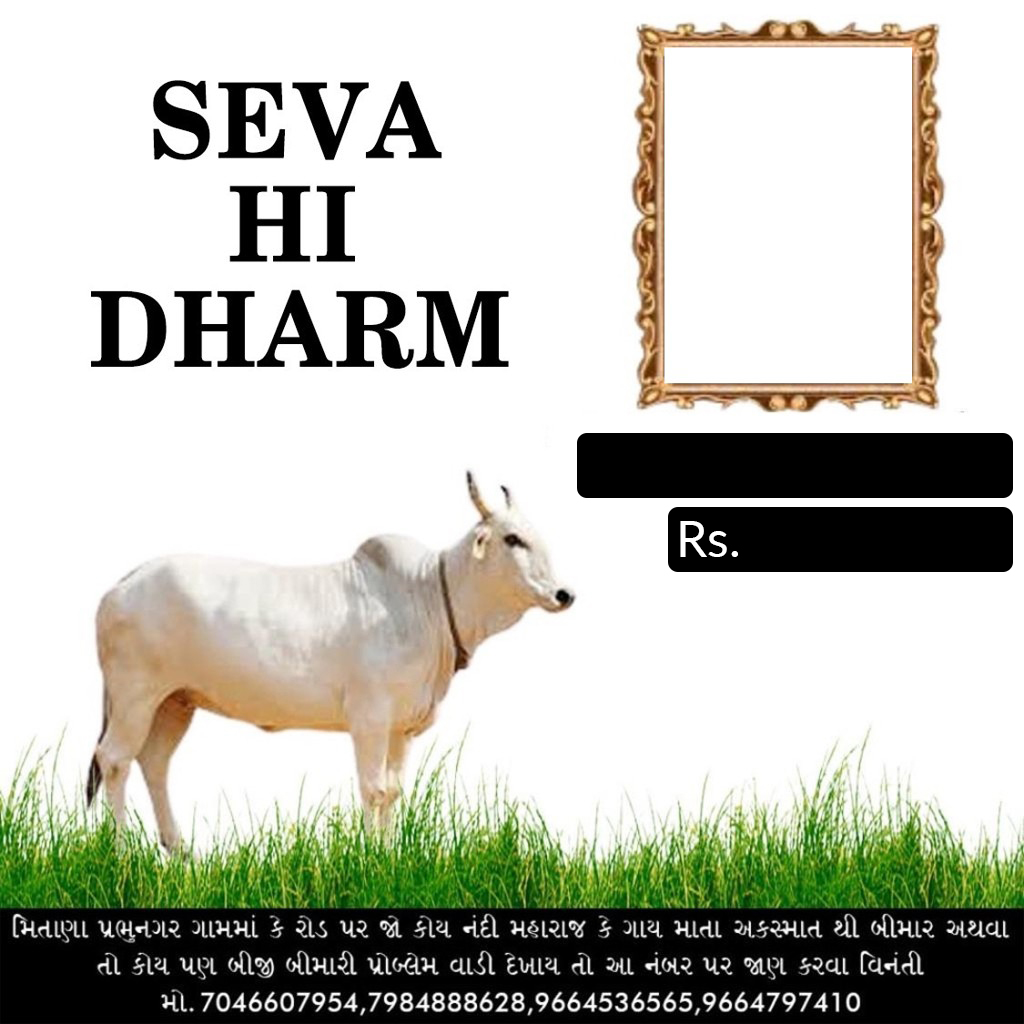 SEVA
HI
DHARM
Rs.
મિતાણા પ્રભુનગર ગામમાં કે રોડ પર જો કોય નંદી મહારાજ કે ગાય માતા અકસ્માત થી બીમાર અથવા
તો કોય પણ બીજી બીમારી પ્રોબ્લેમ વાડી દેખાય તો આ નંબર પર જાણ કરવા વિનંતી
મો. 7046607954,7984888628,9664536565,9664797410